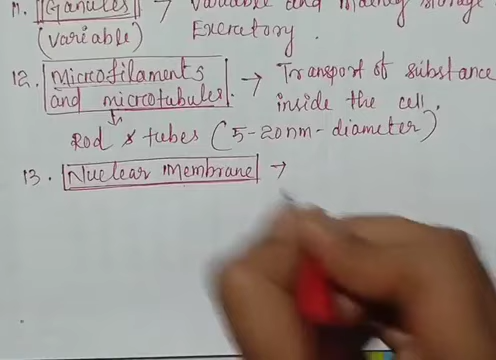 11. Granules → Variable and Mainly storage
(variable) Excretory.
12. Microfilaments → Transport of substance
and microtubules. inside the cell.
Rod & tubes (5-20nm-diameter)
13. Nuclear Membrane →